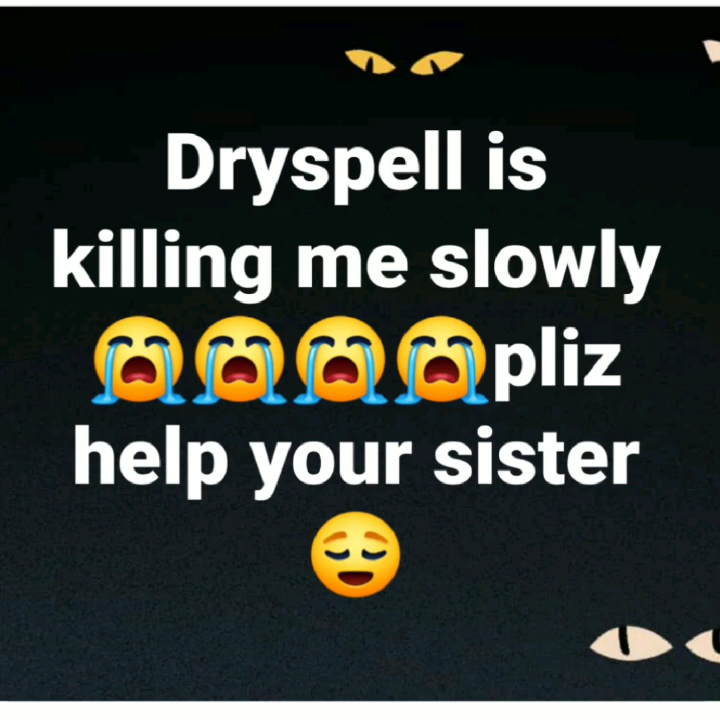 Dryspell is
killing me slowly
😭😭😭😭pliz
help your sister
😌